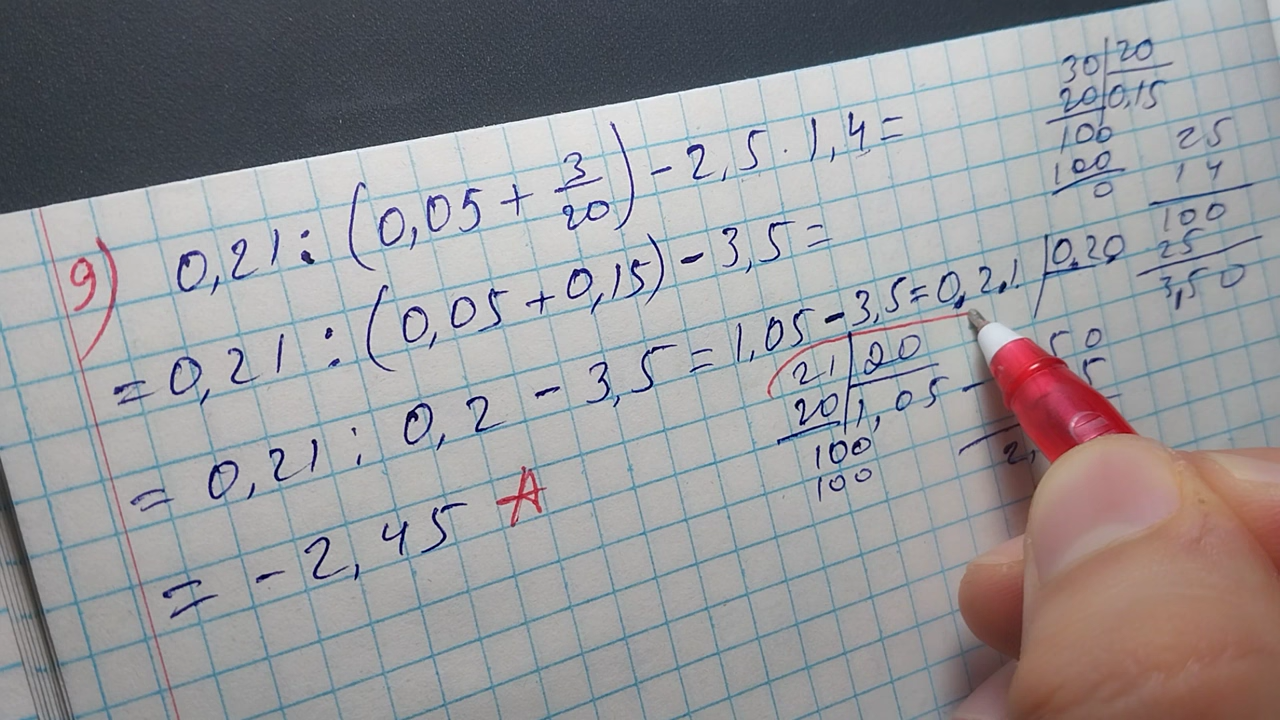 9) 0,21 : (0,05 + 3/20) - 2,5 · 1,4 =
= 0,21 : (0,05 + 0,15) - 3,5 =
= 0,21 : 0,2 - 3,5 = 1,05 - 3,5 =
= -2,45 A
30 | 20
20 | 0,15
100
100
0
25
14
100
25
3,50
0,2,1 | 0,20
21 | 20
20 | 1,05
100
100